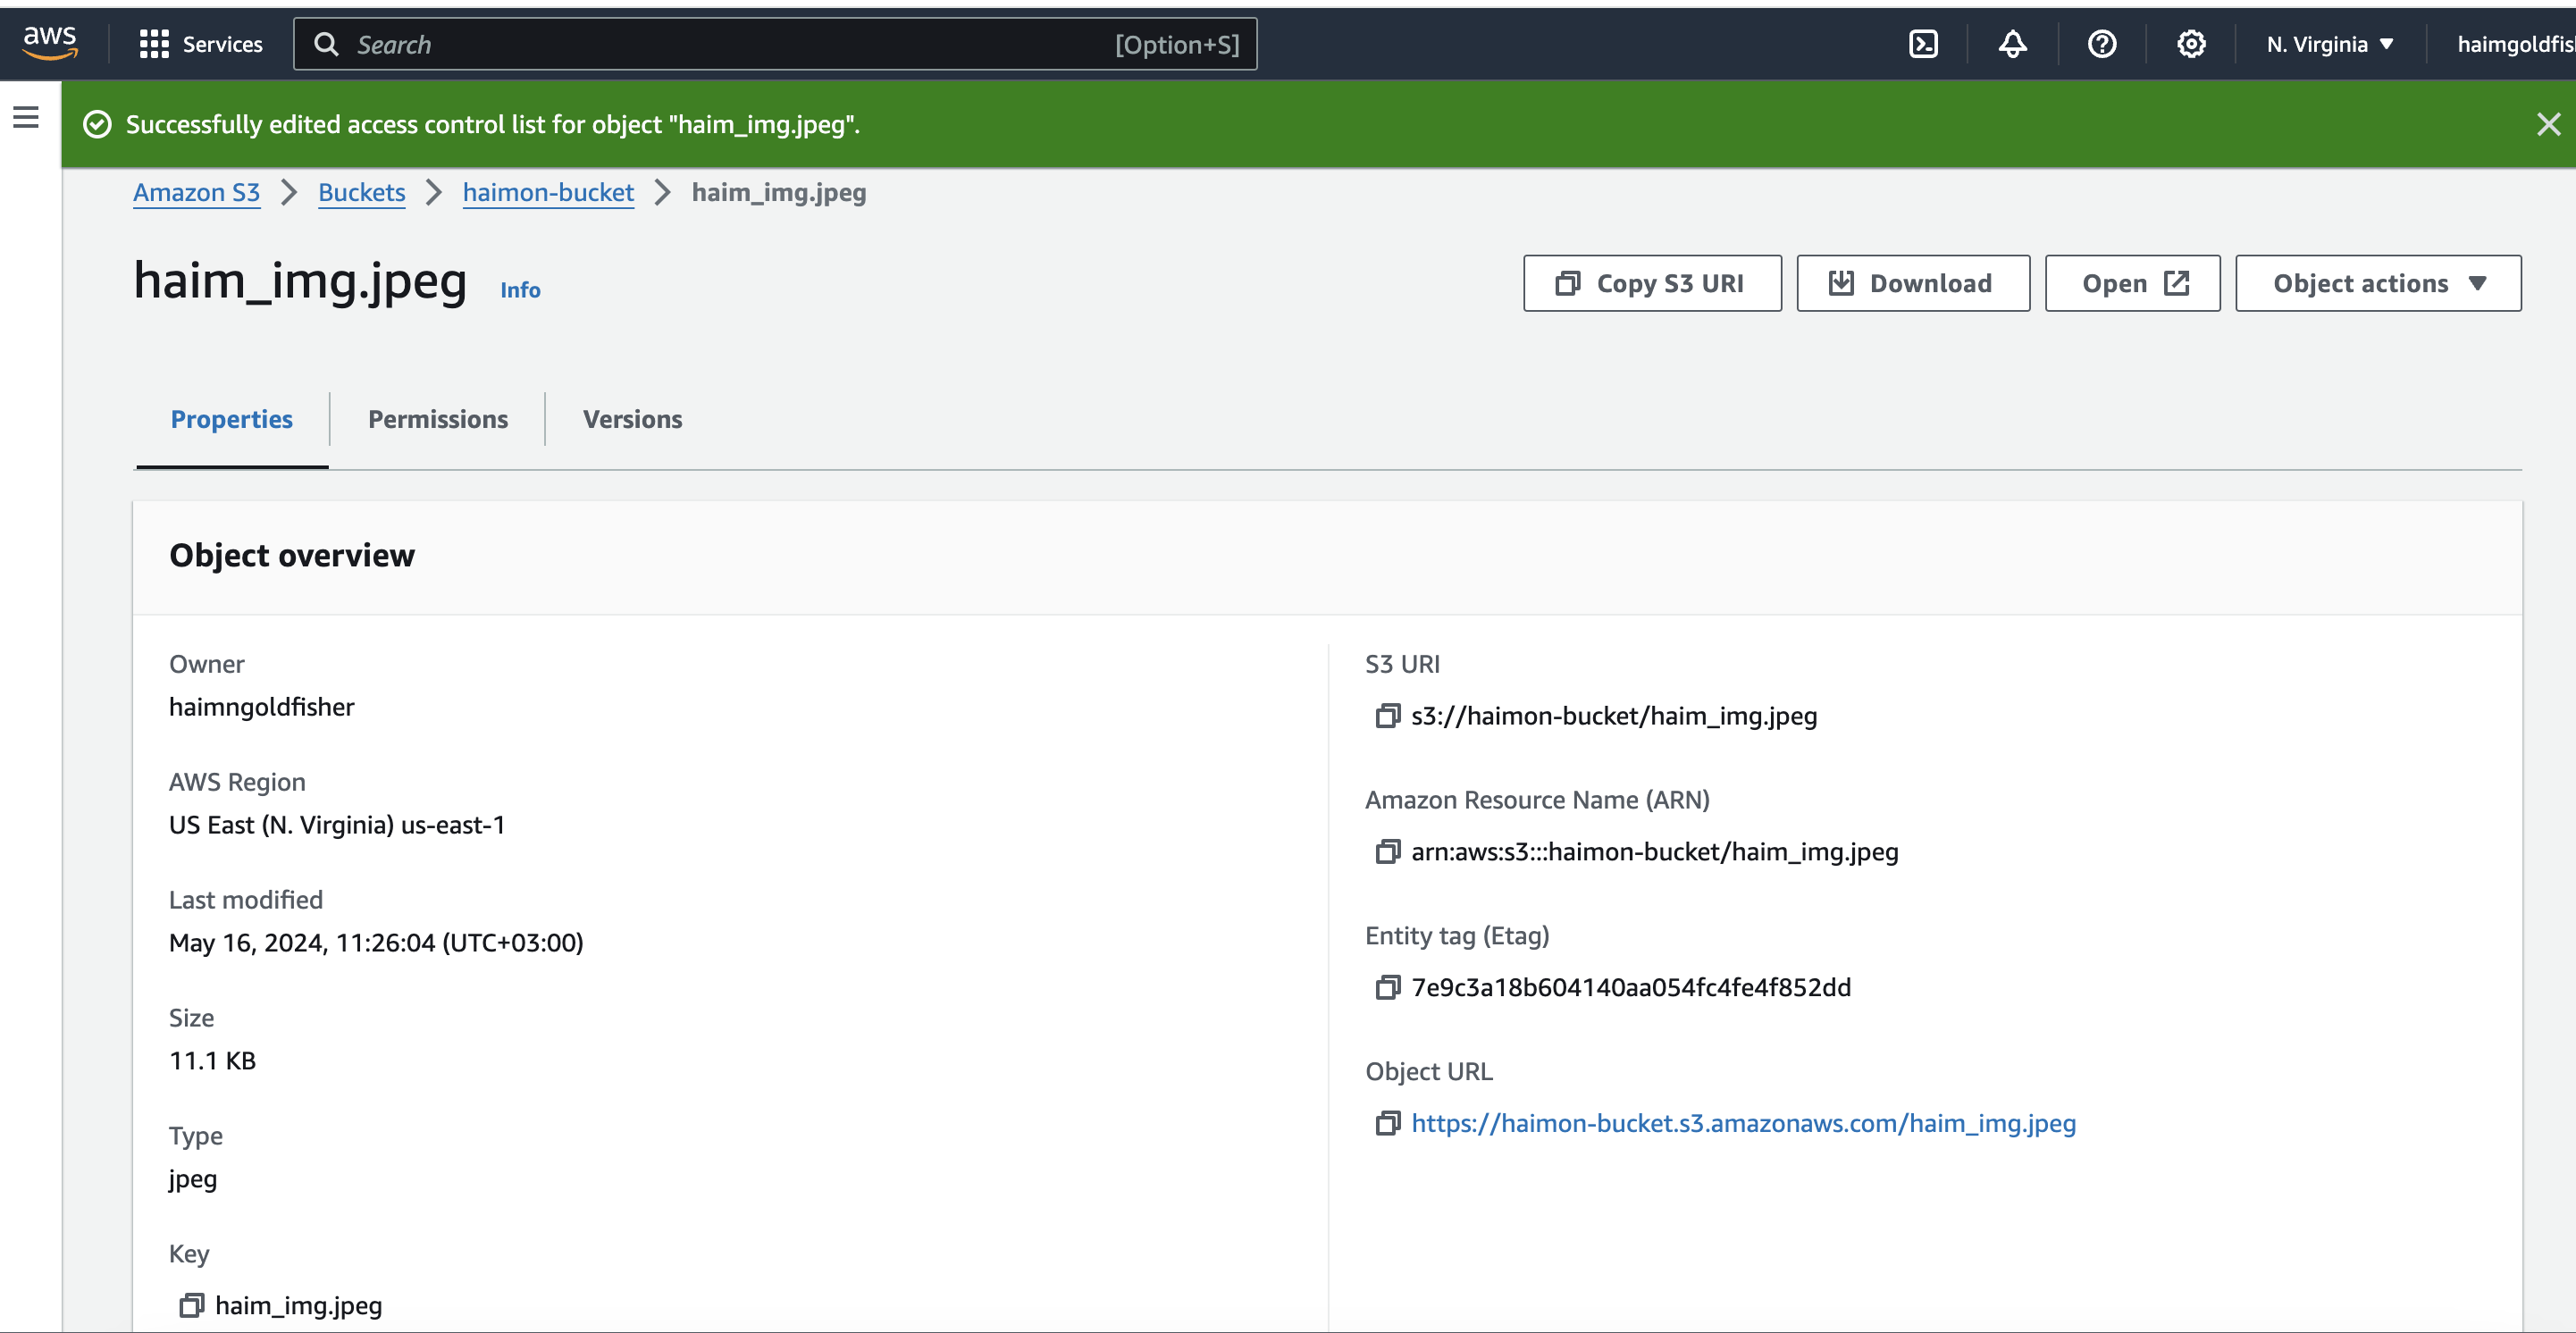 aws
Services
Search
[Option+S]
N. Virginia
haimgoldfis
Successfully edited access control list for object "haim_img.jpeg".
Amazon S3
Buckets
haimon-bucket
haim_img.jpeg
haim_img.jpeg
Info
Copy S3 URI
Download
Open
Object actions
Properties
Permissions
Versions
Object overview
Owner
haimngoldfisher
AWS Region
US East (N. Virginia) us-east-1
Last modified
May 16, 2024, 11:26:04 (UTC+03:00)
Size
11.1 KB
Type
jpeg
Key
haim_img.jpeg
S3 URI
s3://haimon-bucket/haim_img.jpeg
Amazon Resource Name (ARN)
arn:aws:s3:::haimon-bucket/haim_img.jpeg
Entity tag (Etag)
7e9c3a18b604140aa054fc4fe4f852dd
Object URL
https://haimon-bucket.s3.amazonaws.com/haim_img.jpeg